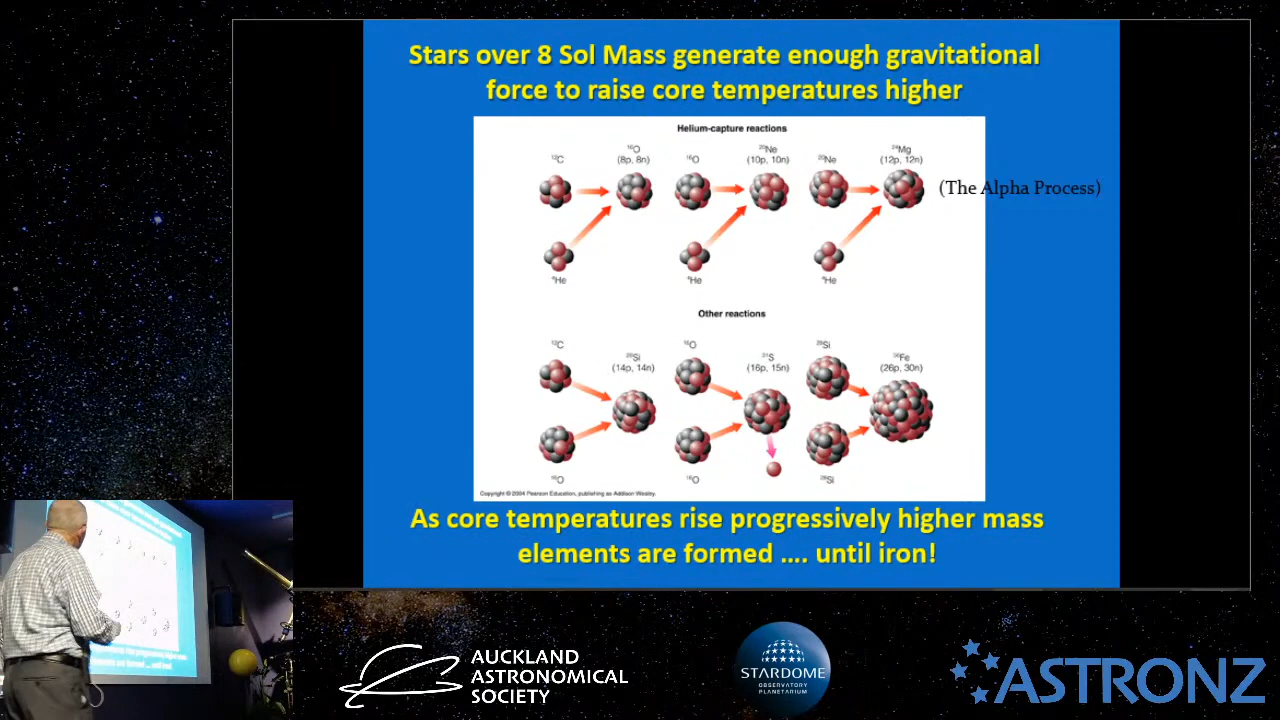 Stars over 8 Sol Mass generate enough gravitational
force to raise core temperatures higher
Helium-capture reactions
¹²C
¹⁶O
(8p, 8n)
¹⁶O
²⁰Ne
(10p, 10n)
²⁰Ne
²⁴Mg
(12p, 12n)
(The Alpha Process)
⁴He
⁴He
⁴He
Other reactions
¹²C
²⁸Si
(14p, 14n)
¹⁶O
³¹S
(16p, 15n)
²⁸Si
⁵⁶Fe
(26p, 30n)
¹⁶O
¹⁶O
²⁸Si
Copyright © 2004 Pearson Education, publishing as Addison Wesley.
As core temperatures rise progressively higher mass
elements are formed .... until iron!
AUCKLAND
ASTRONOMICAL
SOCIETY
STARDOME
OBSERVATORY
PLANETARIUM
ASTRONZ